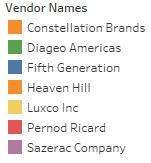 Vendor Names
Constellation Brands
Diageo Americas
Fifth Generation
Heaven Hill
Luxco Inc
Pernod Ricard
Sazerac Company